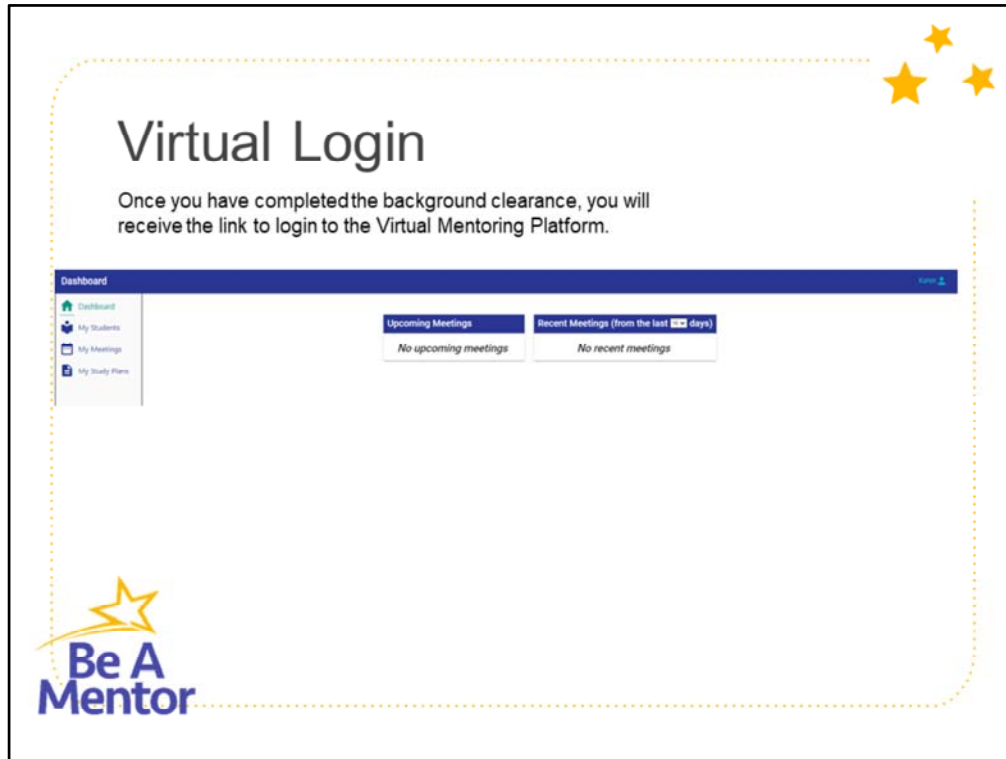 Virtual Login
Once you have completed the background clearance, you will
receive the link to login to the Virtual Mentoring Platform.
Dashboard
Dashboard
My Students
My Meetings
My Study Plans
Upcoming Meetings
No upcoming meetings
Recent Meetings (from the last days)
No recent meetings
Be A
Mentor